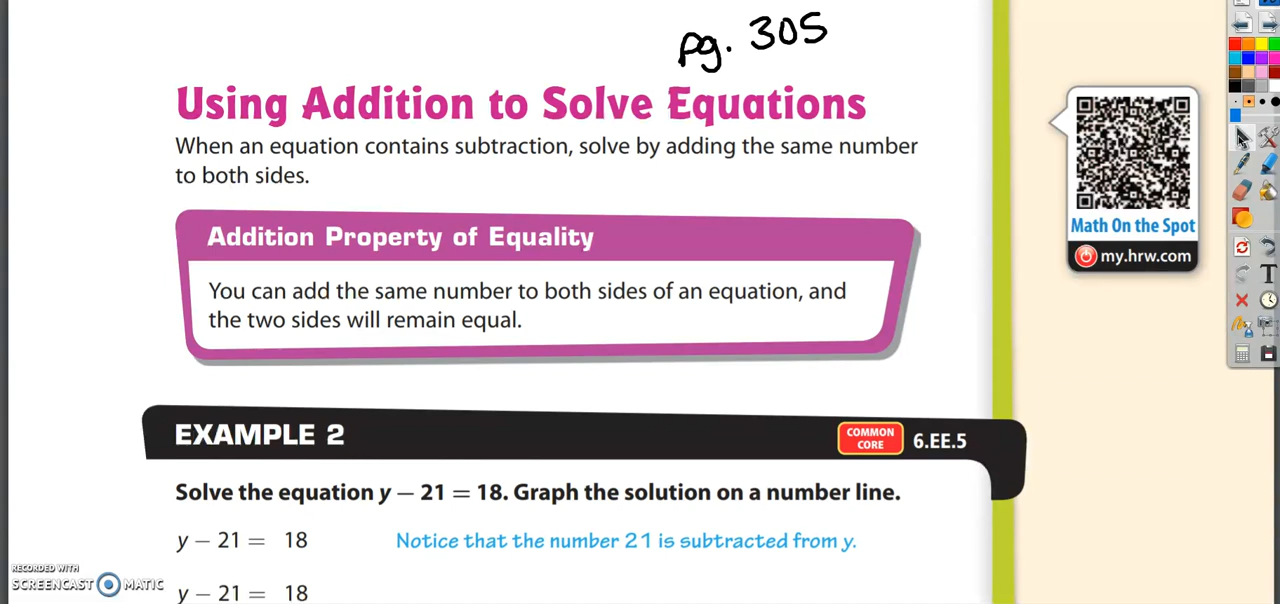 pg. 305
Using Addition to Solve Equations
When an equation contains subtraction, solve by adding the same number
to both sides.
Addition Property of Equality
You can add the same number to both sides of an equation, and
the two sides will remain equal.
Math On the Spot
my.hrw.com
EXAMPLE 2
COMMON
CORE
6.EE.5
Solve the equation y − 21 = 18. Graph the solution on a number line.
y − 21 = 18
Notice that the number 21 is subtracted from y.
y − 21 = 18
RECORDED WITH
SCREENCAST MATIC
T